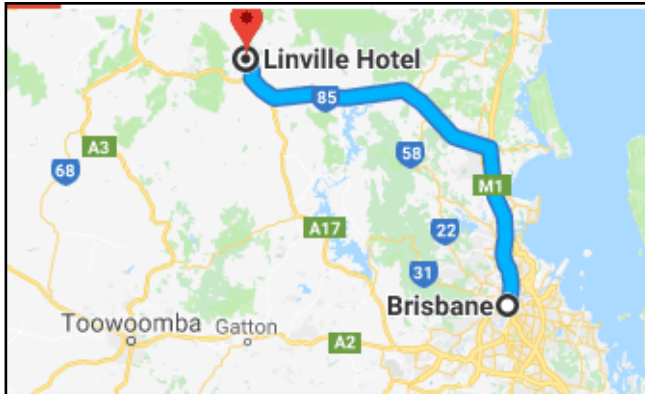 Linville Hotel
85
A3
58
68
M1
A17
22
31
Brisbane
Toowoomba
Gatton
A2